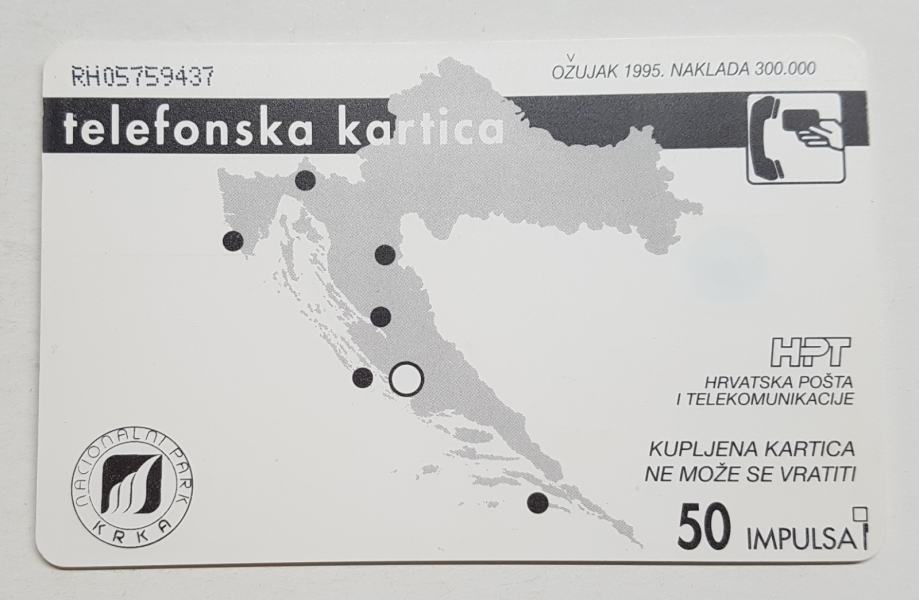 RH05759437
OŽUJAK 1995. NAKLADA 300.000
telefonska kartica
HPT
HRVATSKA POŠTA
I TELEKOMUNIKACIJE
KUPLJENA KARTICA
NE MOŽE SE VRATITI
50 IMPULSA
NACIONALNI PARK
KRKA